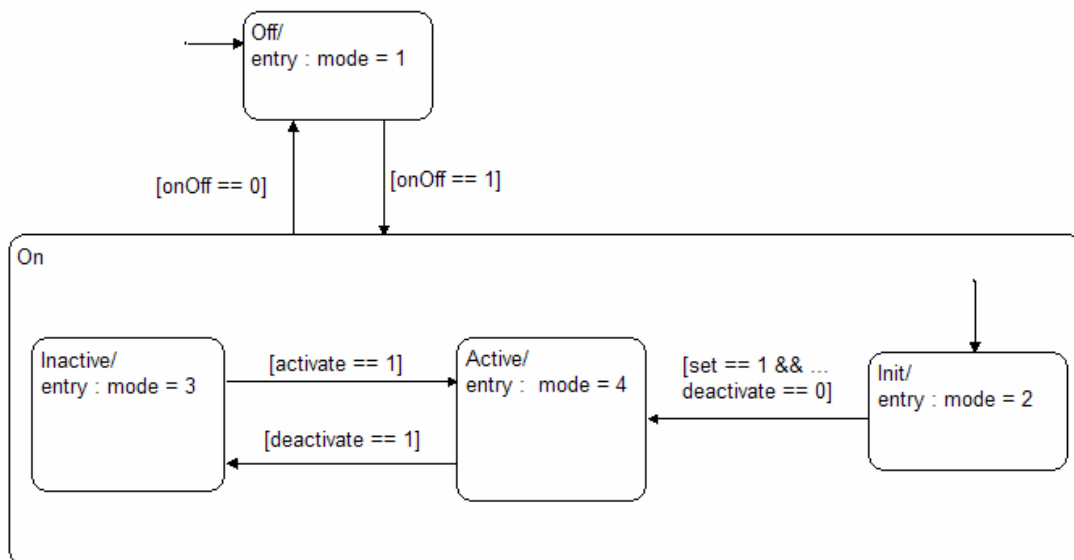 Off/
entry : mode = 1
[onOff == 0]
[onOff == 1]
On
Inactive/
entry : mode = 3
[activate == 1]
[deactivate == 1]
Active/
entry :  mode = 4
[set == 1 && ...
deactivate == 0]
Init/
entry : mode = 2